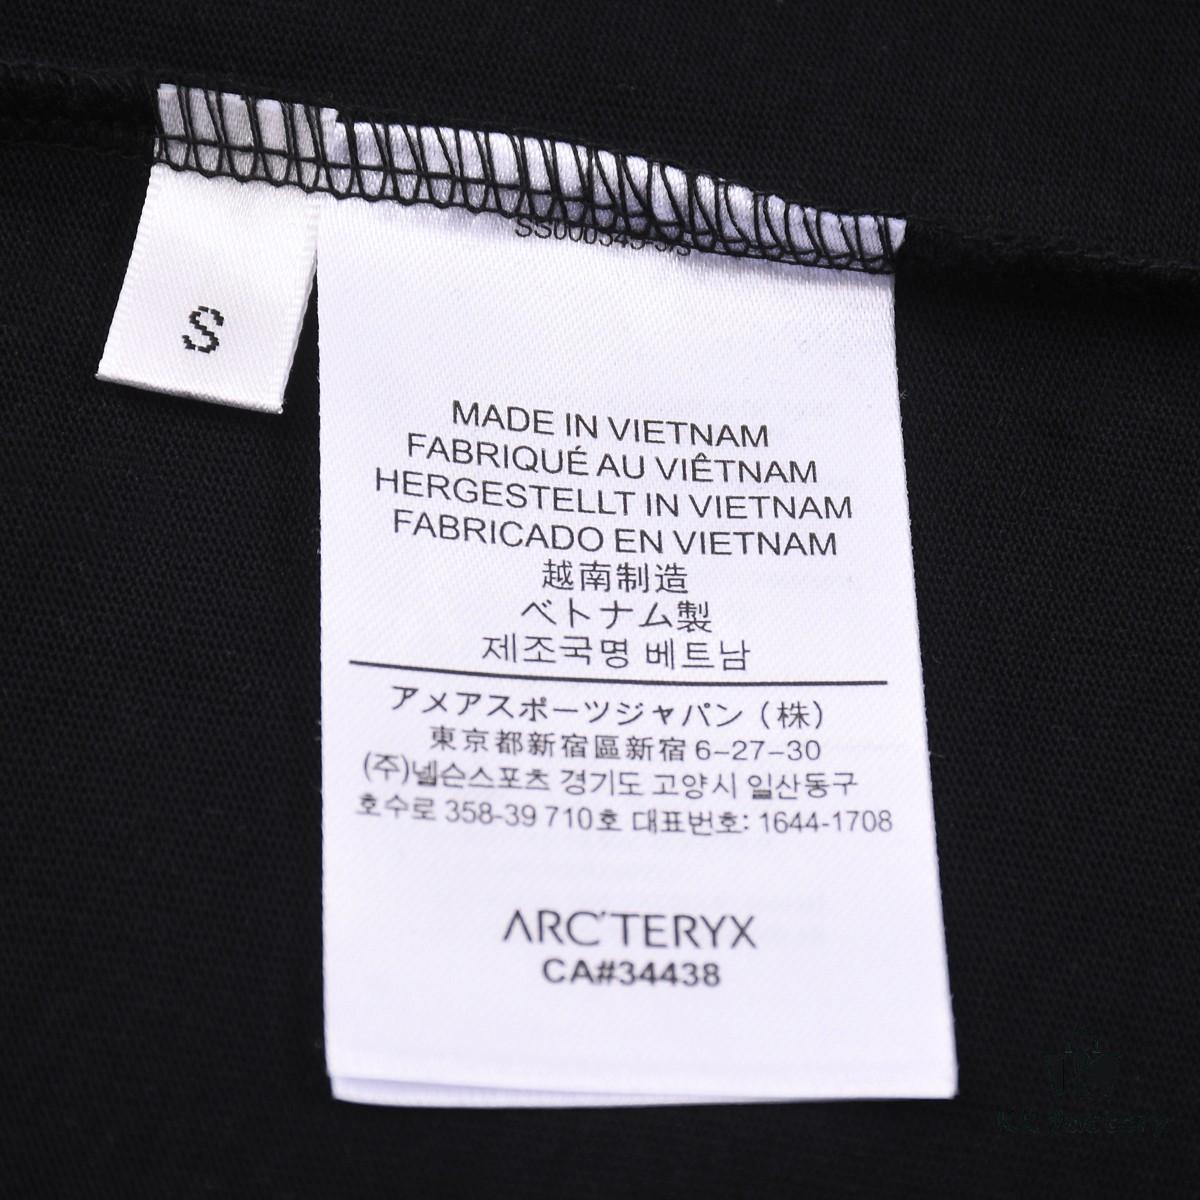 S
MADE IN VIETNAM
FABRIQUÉ AU VIÊTNAM
HERGESTELLT IN VIETNAM
FABRICADO EN VIETNAM
越南制造
ベトナム製
제조국명 베트남
アメアスポーツジャパン（株）
東京都新宿區新宿6-27-30
(주)넬슨스포츠 경기도 고양시 일산동구
호수로 358-39 710호 대표번호: 1644-1708
ARC'TERYX
CA#34438